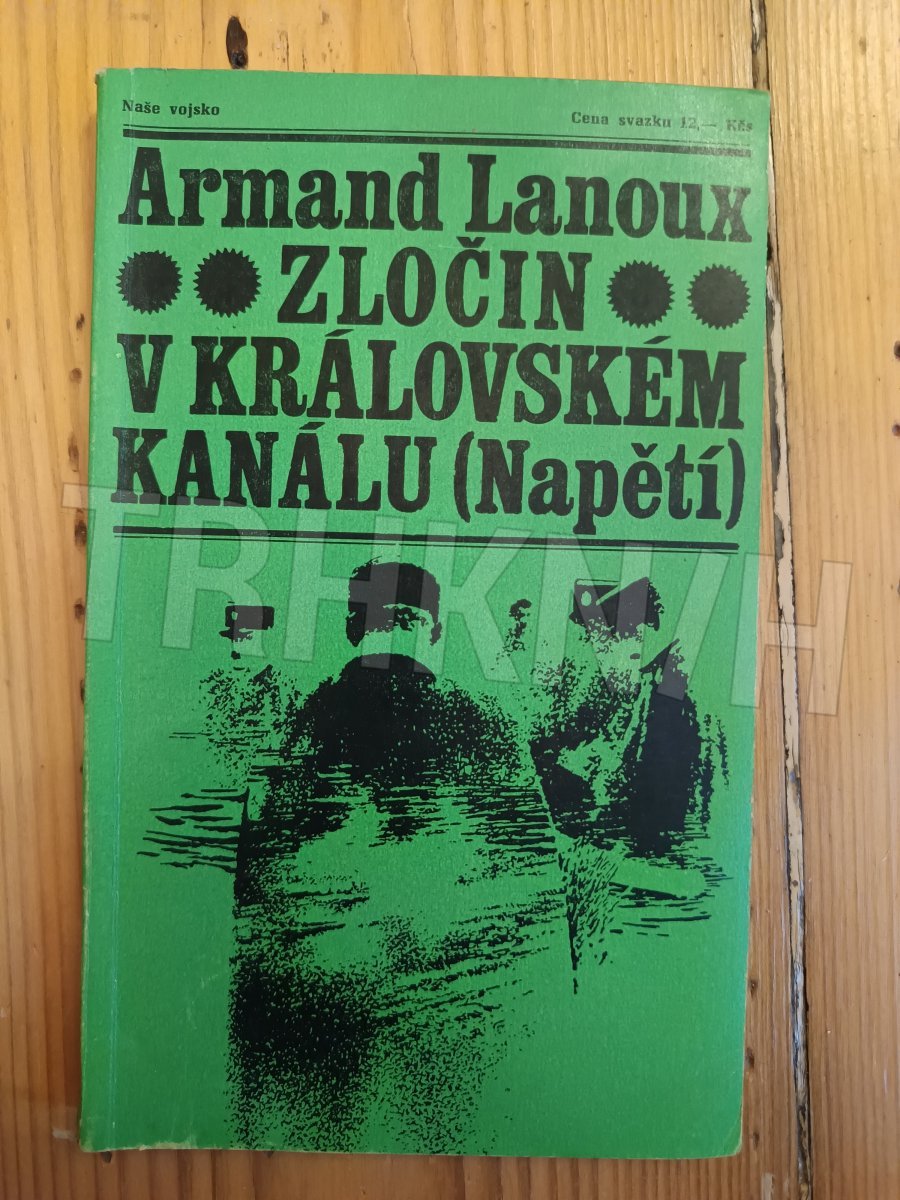 Naše vojsko
Cena svazku 12,— Kčs
Armand Lanoux
ZLOČIN
V KRÁLOVSKÉM
KANÁLU (Napětí)
TRHKNIH